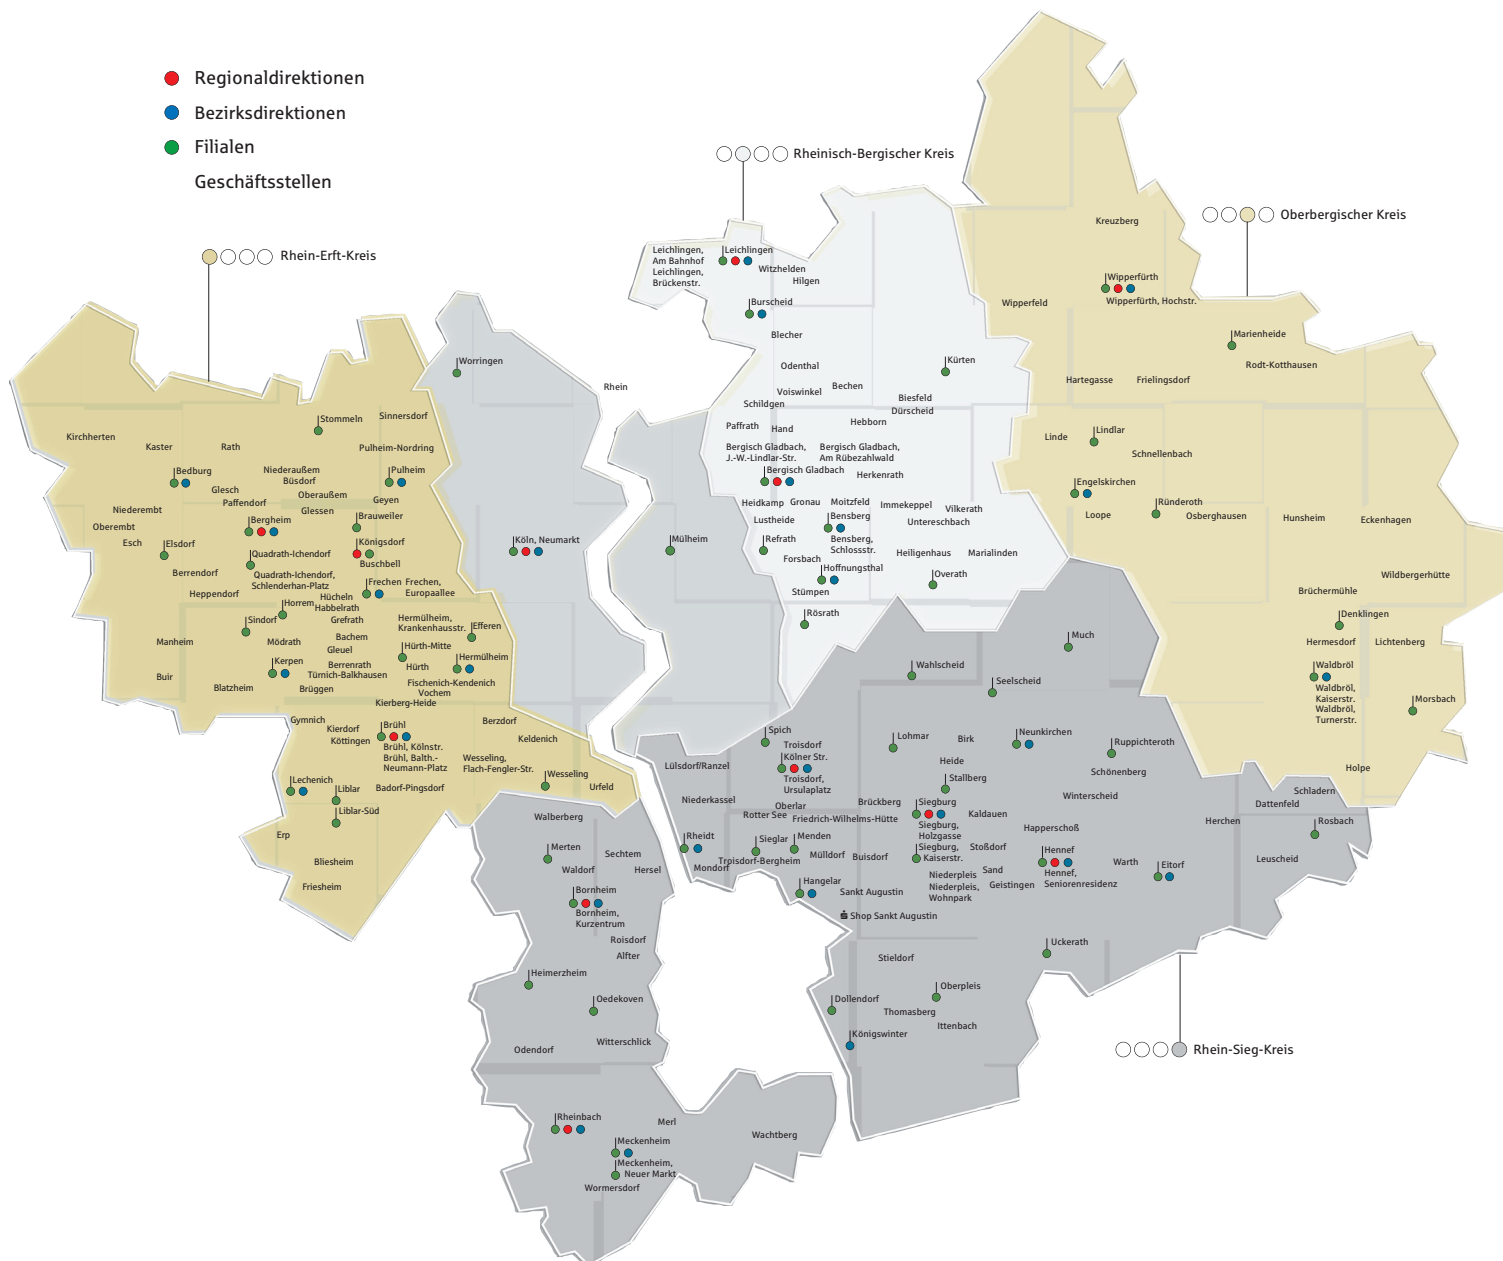 Regionaldirektionen
Bezirksdirektionen
Filialen
Geschäftsstellen
Rheinisch-Bergischer Kreis
Oberbergischer Kreis
Rhein-Erft-Kreis
Rhein-Sieg-Kreis
Kirchherten
Kaster
Rath
Stommeln
Sinnersdorf
Pulheim-Nordring
Bedburg
Niederaußem
Büsdorf
Pulheim
Glesch
Oberaußem
Geyen
Paffendorf
Glessen
Niederembt
Oberembt
Bergheim
Brauweiler
Esch
Elsdorf
Quadrath-Ichendorf
Königsdorf
Buschbell
Berrendorf
Quadrath-Ichendorf,
Schlenderhan-Platz
Frechen
Frechen,
Europaallee
Heppendorf
Hücheln
Horrem
Habbelrath
Grefrath
Sindorf
Hermülheim,
Krankenhausstr.
Efferen
Manheim
Mödrath
Bachem
Gleuel
Hürth-Mitte
Hermülheim
Kerpen
Berrenrath
Hürth
Buir
Türnich-Balkhausen
Blatzheim
Brüggen
Fischenich-Kendenich
Vochem
Kierberg-Heide
Gymnich
Kierdorf
Köttingen
Brühl
Brühl, Kölnstr.
Brühl, Balth.-
Neumann-Platz
Berzdorf
Keldenich
Wesseling,
Flach-Fengler-Str.
Wesseling
Urfeld
Lechenich
Liblar
Badorf-Pingsdorf
Liblar-Süd
Erp
Bliesheim
Friesheim
Worringen
Rhein
Köln, Neumarkt
Mülheim
Leichlingen,
Am Bahnhof
Leichlingen,
Brückenstr.
Leichlingen
Witzhelden
Hilgen
Burscheid
Blecher
Odenthal
Kürten
Voiswinkel
Bechen
Schildgen
Biesfeld
Dürscheid
Paffrath
Hand
Hebborn
Bergisch Gladbach,
J.-W.-Lindlar-Str.
Bergisch Gladbach,
Am Rübezahlwald
Bergisch Gladbach
Herkenrath
Heidkamp
Gronau
Moitzfeld
Immekeppel
Vilkerath
Lustheide
Bensberg
Untereschbach
Refrath
Bensberg,
Schlossstr.
Forsbach
Heiligenhaus
Marialinden
Hoffnungsthal
Stümpen
Overath
Rösrath
Kreuzberg
Wipperfürth
Wipperfürth, Hochstr.
Wipperfeld
Marienheide
Rodt-Kotthausen
Hartegasse
Frielingsdorf
Linde
Lindlar
Schnellenbach
Engelskirchen
Ründeroth
Loope
Osberghausen
Hunsheim
Eckenhagen
Wildbergerhütte
Brüchermühle
Denklingen
Hermesdorf
Lichtenberg
Waldbröl
Waldbröl,
Kaiserstr.
Waldbröl,
Turnerstr.
Morsbach
Holpe
Much
Wahlscheid
Seelscheid
Spich
Lohmar
Birk
Neunkirchen
Ruppichteroth
Troisdorf
Kölner Str.
Troisdorf,
Ursulaplatz
Lülsdorf/Ranzel
Heide
Schönenberg
Stallberg
Winterscheid
Niederkassel
Oberlar
Brückberg
Siegburg
Rotter See
Friedrich-Wilhelms-Hütte
Kaldauen
Siegburg,
Holzgasse
Siegburg,
Kaiserstr.
Happerschoß
Herchen
Dattenfeld
Schladern
Rosbach
Leuscheid
Rheidt
Sieglar
Menden
Mondorf
Troisdorf-Bergheim
Mülldorf
Buisdorf
Stoßdorf
Hennef
Hennef,
Seniorenresidenz
Warth
Eitorf
Sand
Geistingen
Niederpleis
Niederpleis,
Wohnpark
Hangelar
Sankt Augustin
Shop Sankt Augustin
Stieldorf
Uckerath
Oberpleis
Dollendorf
Thomasberg
Ittenbach
Königswinter
Walberberg
Merten
Sechtem
Waldorf
Hersel
Bornheim
Bornheim,
Kurzentrum
Roisdorf
Alfter
Heimerzheim
Oedekoven
Odendorf
Witterschlick
Rheinbach
Merl
Meckenheim
Wachtberg
Meckenheim,
Neuer Markt
Wormersdorf